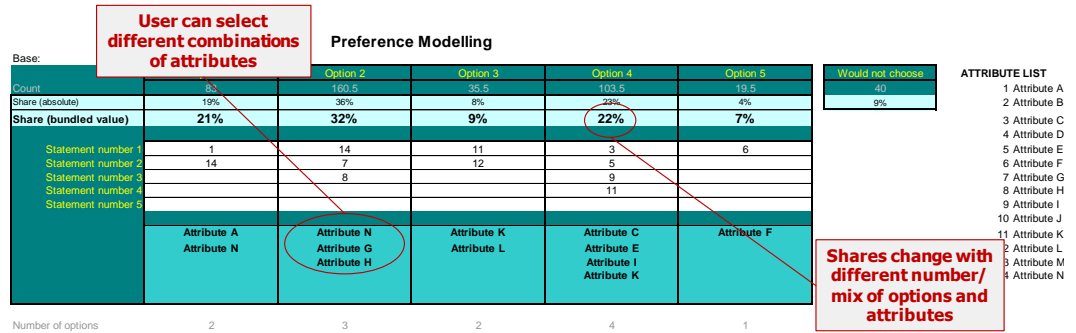 User can select
different combinations
of attributes
Preference Modelling
Base:
Option 2 Option 3 Option 4 Option 5 Would not choose ATTRIBUTE LIST
Count 83 160.5 35.5 103.5 19.5 40 1 Attribute A
Share (absolute) 19% 36% 8% 23% 4% 9% 2 Attribute B
Share (bundled value) 21% 32% 9% 22% 7% 3 Attribute C
4 Attribute D
Statement number 1 1 14 11 3 6 5 Attribute E
Statement number 2 14 7 12 5 6 Attribute F
Statement number 3 8 9 7 Attribute G
Statement number 4 11 8 Attribute H
Statement number 5 9 Attribute I
10 Attribute J
Attribute A Attribute N Attribute K Attribute C Attribute F 11 Attribute K
Attribute N Attribute G Attribute L Attribute E 2 Attribute L
Attribute H Attribute I 3 Attribute M
Attribute K 4 Attribute N
Shares change with
different number/
mix of options and
attributes
Number of options 2 3 2 4 1